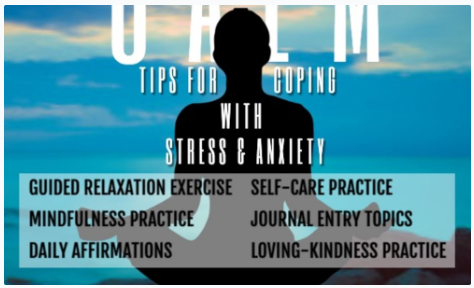 CALM
TIPS FOR COPING
WITH
STRESS & ANXIETY
GUIDED RELAXATION EXERCISE
MINDFULNESS PRACTICE
DAILY AFFIRMATIONS
SELF-CARE PRACTICE
JOURNAL ENTRY TOPICS
LOVING-KINDNESS PRACTICE